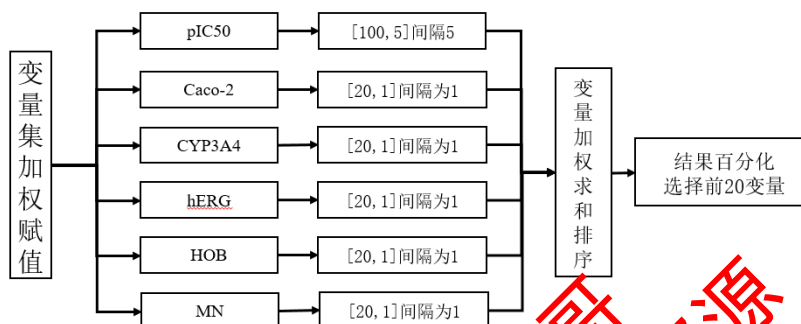 变量集加权赋值
pIC50
[100,5]间隔5
Caco-2
[20,1]间隔为1
CYP3A4
[20,1]间隔为1
hERG
[20,1]间隔为1
HOB
[20,1]间隔为1
MN
[20,1]间隔为1
变量加权求和排序
结果百分化
选择前20变量
源